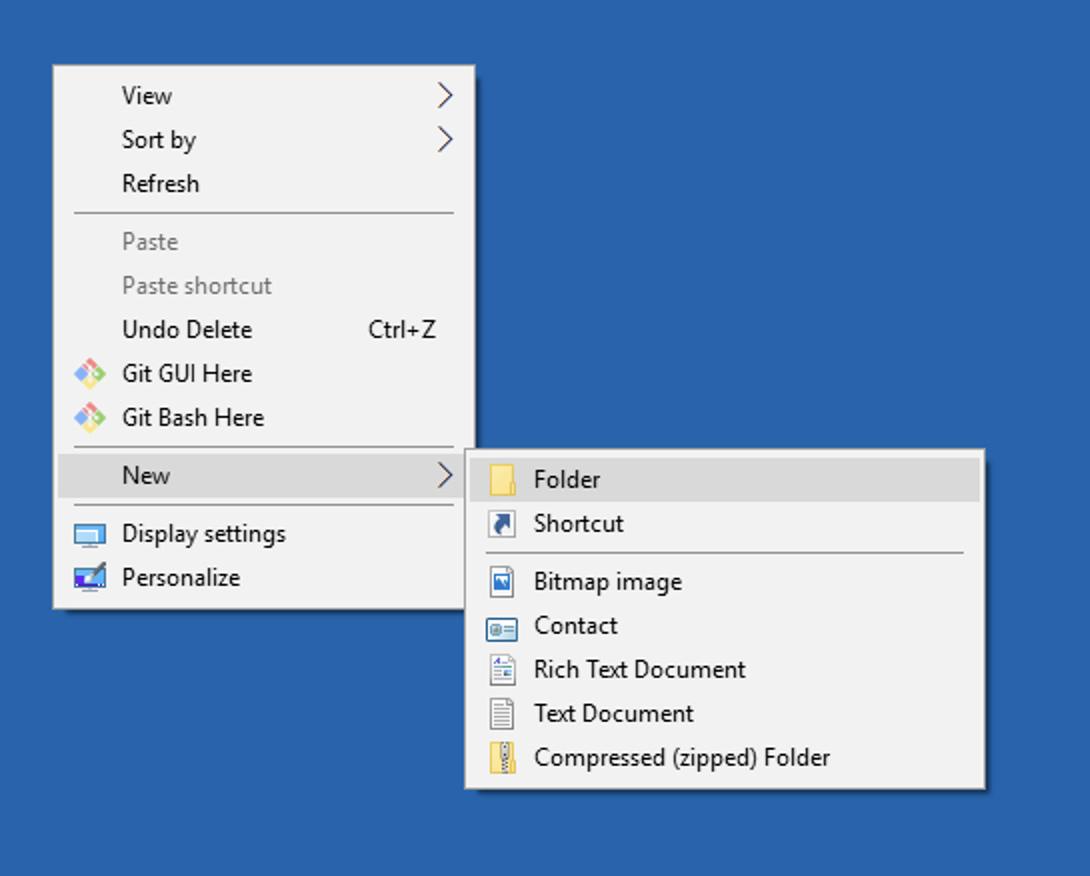 View
Sort by
Refresh
Paste
Paste shortcut
Undo Delete Ctrl+Z
Git GUI Here
Git Bash Here
New
Display settings
Personalize
Folder
Shortcut
Bitmap image
Contact
Rich Text Document
Text Document
Compressed (zipped) Folder